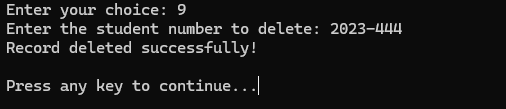 Enter your choice: 9
Enter the student number to delete: 2023-444
Record deleted successfully!
Press any key to continue...